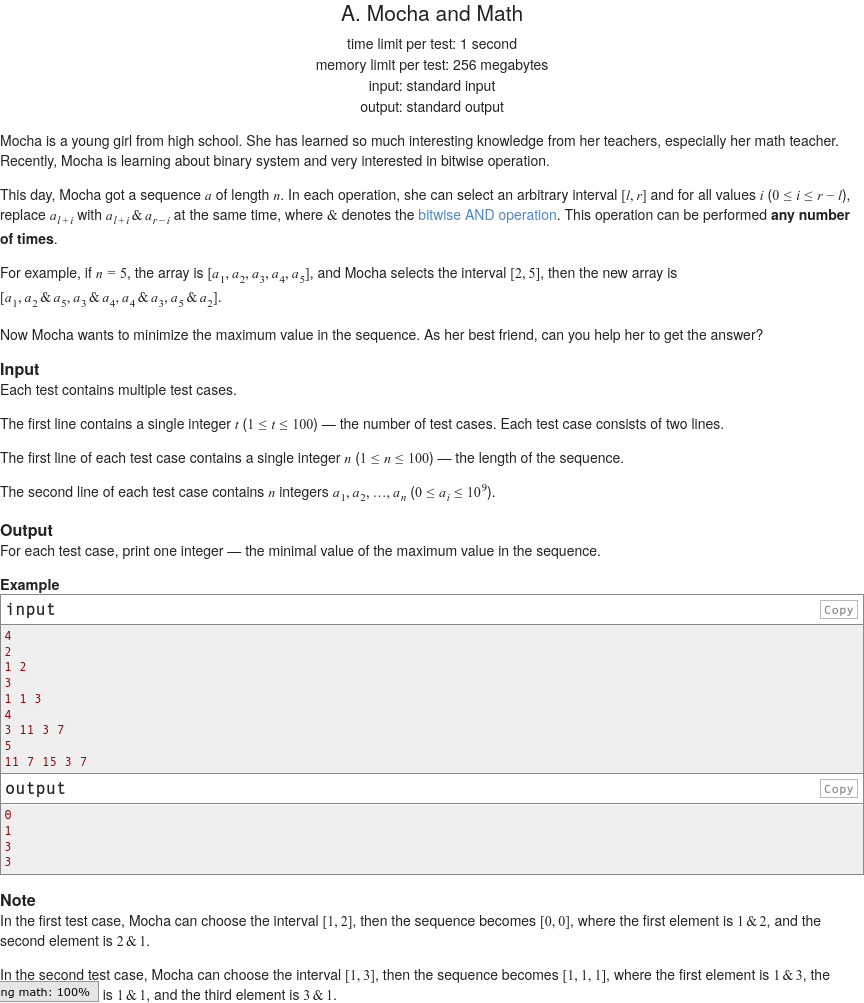 A. Mocha and Math
time limit per test: 1 second
memory limit per test: 256 megabytes
input: standard input
output: standard output
Mocha is a young girl from high school. She has learned so much interesting knowledge from her teachers, especially her math teacher.
Recently, Mocha is learning about binary system and very interested in bitwise operation.
This day, Mocha got a sequence a of length n. In each operation, she can select an arbitrary interval [l, r] and for all values i (0 ≤ i ≤ r − l),
replace a_{l+i} with a_{l+i} & a_{r−i} at the same time, where & denotes the bitwise AND operation. This operation can be performed any number
of times.
For example, if n = 5, the array is [a_1, a_2, a_3, a_4, a_5], and Mocha selects the interval [2, 5], then the new array is
[a_1, a_2 & a_5, a_3 & a_4, a_4 & a_3, a_5 & a_2].
Now Mocha wants to minimize the maximum value in the sequence. As her best friend, can you help her to get the answer?
Input
Each test contains multiple test cases.
The first line contains a single integer t (1 ≤ t ≤ 100) — the number of test cases. Each test case consists of two lines.
The first line of each test case contains a single integer n (1 ≤ n ≤ 100) — the length of the sequence.
The second line of each test case contains n integers a_1, a_2, …, a_n (0 ≤ a_i ≤ 10^9).
Output
For each test case, print one integer — the minimal value of the maximum value in the sequence.
Example
input Copy
4
2
1 2
3
1 1 3
4
3 11 3 7
5
11 7 15 3 7
output Copy
0
1
3
3
Note
In the first test case, Mocha can choose the interval [1, 2], then the sequence becomes [0, 0], where the first element is 1 & 2, and the
second element is 2 & 1.
In the second test case, Mocha can choose the interval [1, 3], then the sequence becomes [1, 1, 1], where the first element is 1 & 3, the
ng math: 100% is 1 & 1, and the third element is 3 & 1.